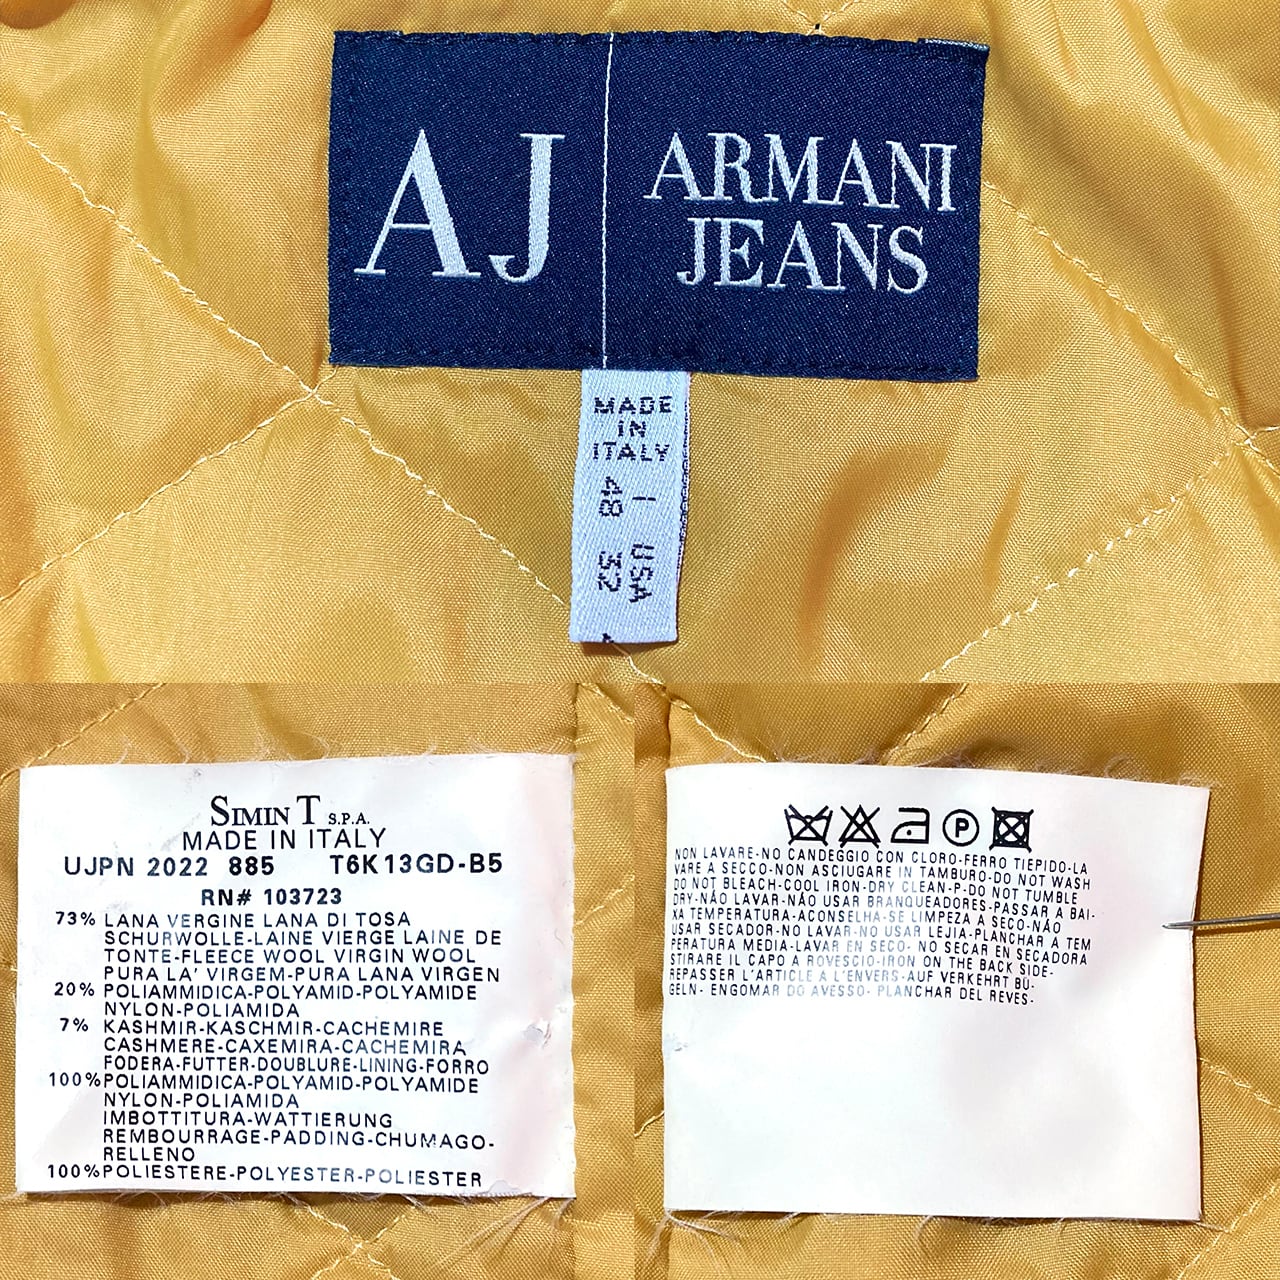 AJ
ARMANI
JEANS
MADE
IN
ITALY
I
48
USA
32
SIMIN T S.P.A.
MADE IN ITALY
UJPN 2022 885 T6K13GD-B5
RN# 103723
73% LANA VERGINE LANA DI TOSA
SCHURWOLLE-LAINE VIERGE LAINE DE
TONTE-FLEECE WOOL VIRGIN WOOL
PURA LA' VIRGEM-PURA LANA VIRGEN
20% POLIAMMIDICA-POLYAMID-POLYAMIDE
NYLON-POLIAMIDA
7% KASHMIR-KASCHMIR-CACHEMIRE
CASHMERE-CAXEMIRA-CACHEMIRA
FODERA-FUTTER-DOUBLURE-LINING-FORRO
100% POLIAMMIDICA-POLYAMID-POLYAMIDE
NYLON-POLIAMIDA
IMBOTTITURA-WATTIERUNG
REMBOURRAGE-PADDING-CHUMAGO-
RELLENO
100% POLIESTERE-POLYESTER-POLIESTER
P
NON LAVARE-NO CANDEGGIO CON CLORO-FERRO TIEPIDO-LA
VARE A SECCO-NON ASCIUGARE IN TAMBURO-DO NOT WASH
DO NOT BLEACH-COOL IRON-DRY CLEAN-P-DO NOT TUMBLE
DRY-NÃO LAVAR-NÃO USAR BRANQUEADORES-PASSAR A BAI-
XA TEMPERATURA-ACONSELHA-SE LIMPEZA A SECO-NÃO
USAR SECADOR-NO LAVAR-NO USAR LEJIA-PLANCHAR A TEM
PERATURA MEDIA-LAVAR EN SECO- NO SECAR EN SECADORA
STIRARE IL CAPO A ROVESCIO-IRON ON THE BACK SIDE-
REPASSER L'ARTICLE A L'ENVERS-AUF VERKEHRT BÜ-
GELN- ENGOMAR DO AVESSO- PLANCHAR DEL REVES-